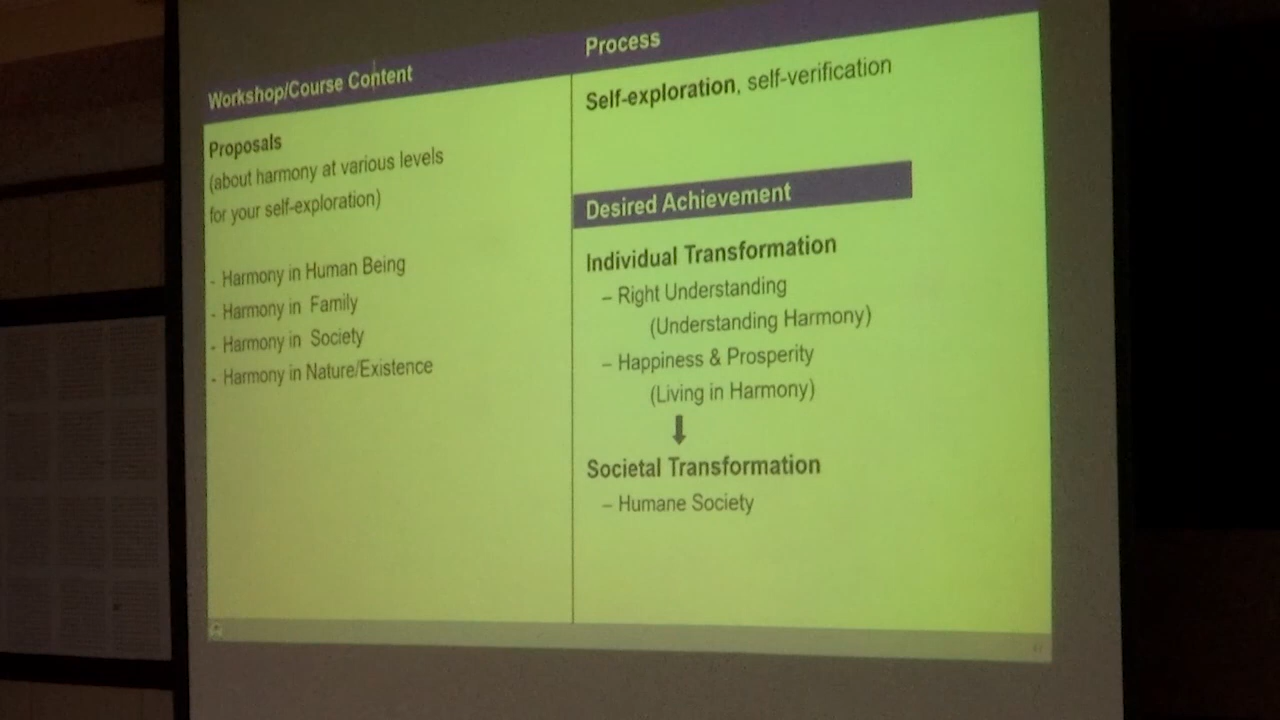 Workshop/Course Content
Proposals
(about harmony at various levels
for your self-exploration)
- Harmony in Human Being
- Harmony in Family
- Harmony in Society
- Harmony in Nature/Existence
Process
Self-exploration, self-verification
Desired Achievement
Individual Transformation
– Right Understanding
(Understanding Harmony)
– Happiness & Prosperity
(Living in Harmony)
Societal Transformation
– Humane Society